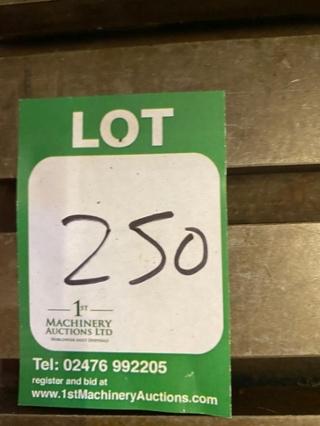 LOT
250
1ST
MACHINERY
AUCTIONS LTD
WORLDWIDE ASSET DISPOSALS
Tel: 02476 992205
register and bid at
www.1stMachineryAuctions.com